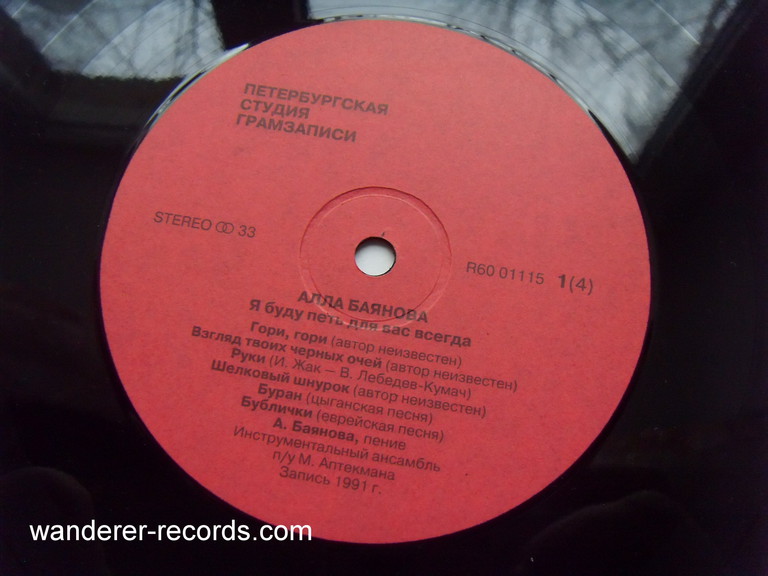 ПЕТЕРБУРГСКАЯ
СТУДИЯ
ГРАМЗАПИСИ
STEREO 33
R60 01115 1(4)
АЛЛА БАЯНОВА
Я буду петь для вас всегда
Гори, гори (автор неизвестен)
Взгляд твоих черных очей (автор неизвестен)
Руки (И. Жак – В. Лебедев-Кумач)
Шелковый шнурок (автор неизвестен)
Буран (цыганская песня)
Бублички (еврейская песня)
А. Баянова, пение
Инструментальный ансамбль
п/у М. Аптекмана
Запись 1991 г.
wanderer-records.com